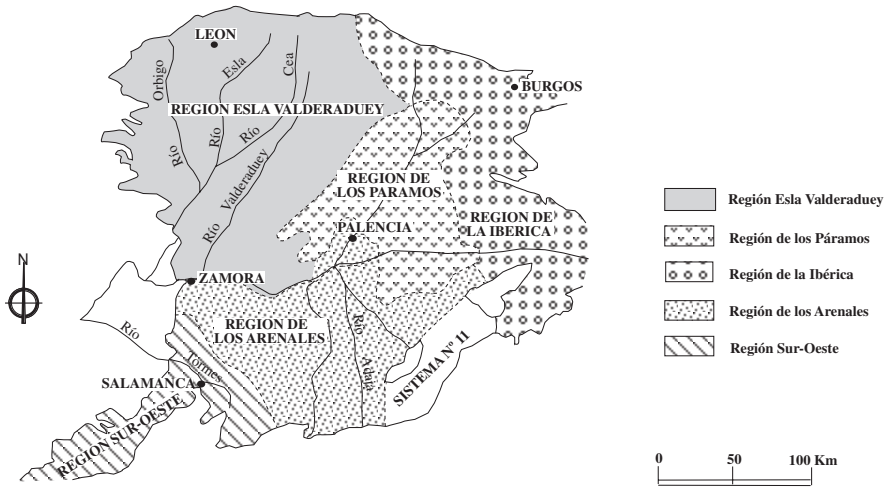 LEON
Orbigo
Esla
Cea
BURGOS
REGION ESLA VALDERADUEY
Río
Río
Río
Valderaduey
Río
REGION DE
LOS PARAMOS
PALENCIA
REGION DE
LA IBERICA
N
ZAMORA
Río
REGION DE
LOS ARENALES
Río
Adaja
Tormes
SALAMANCA
SISTEMA Nº 11
REGION SUR-OESTE
Región Esla Valderaduey
Región de los Páramos
Región de la Ibérica
Región de los Arenales
Región Sur-Oeste
0 50 100 Km